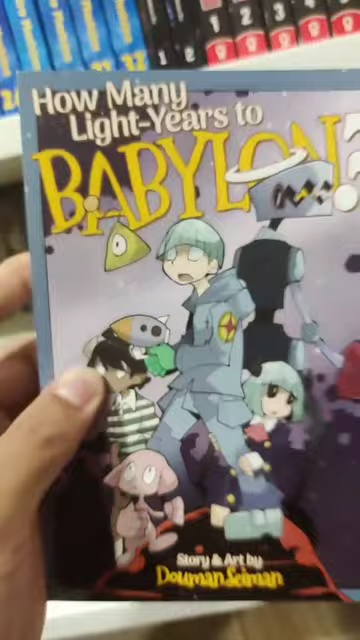 How Many
Light-Years to
BABYLON?
Story & Art by
Douman Seiman